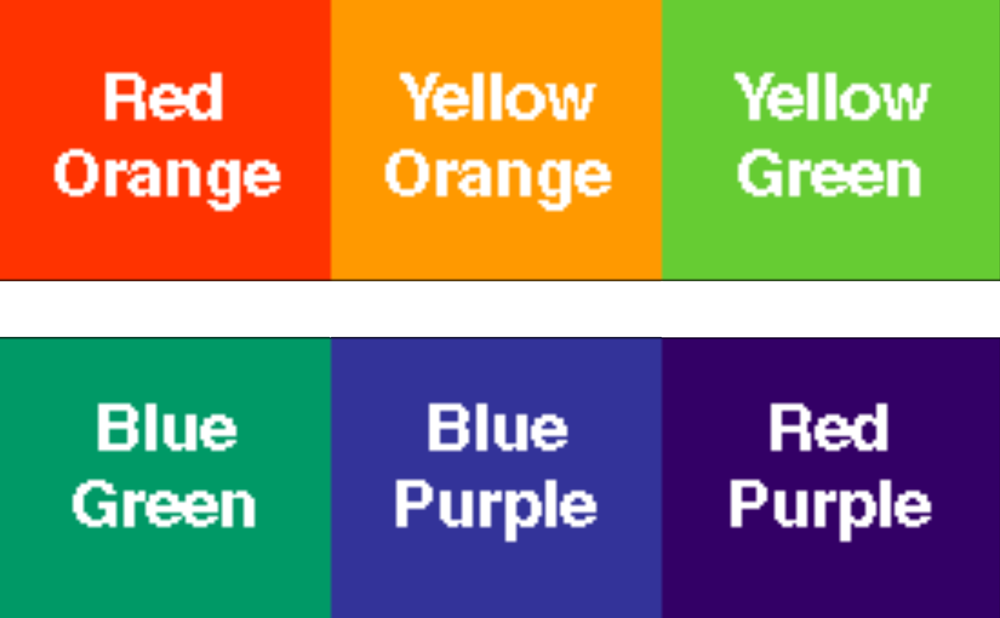 Red
Orange
Yellow
Orange
Yellow
Green
Blue
Green
Blue
Purple
Red
Purple